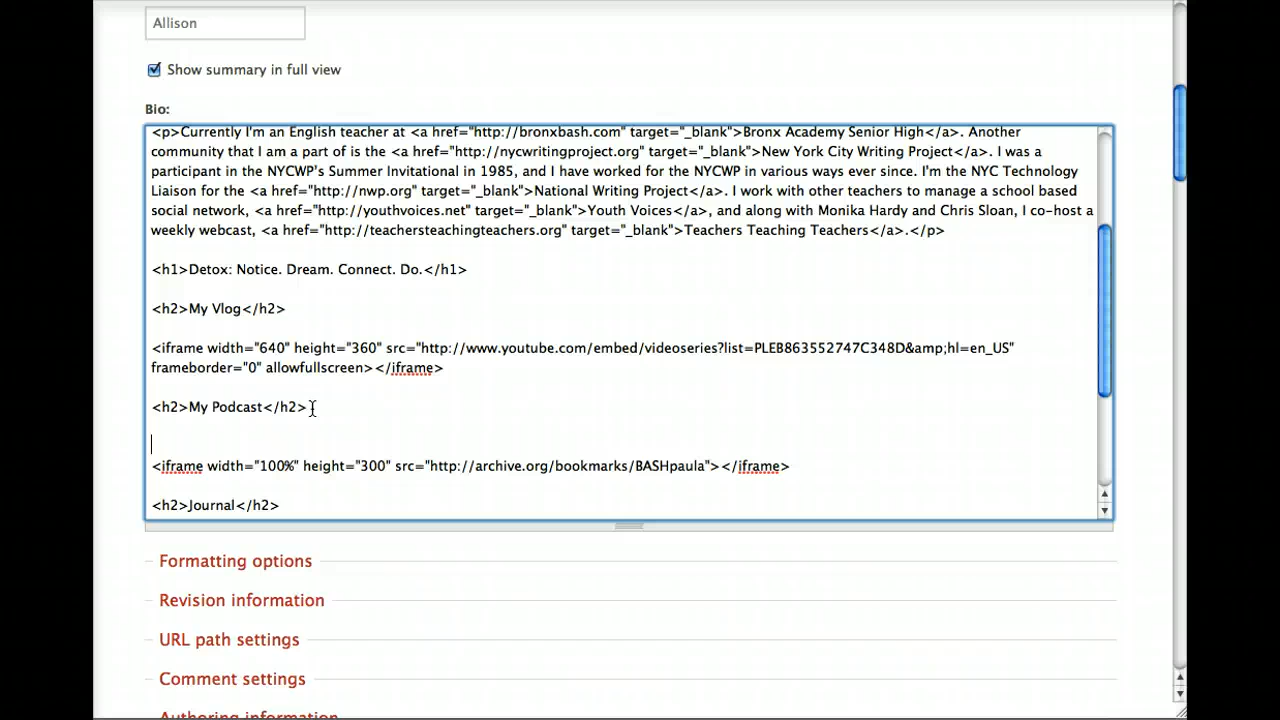 Allison
Show summary in full view
Bio:
<p>Currently I'm an English teacher at <a href="http://bronxbash.com" target="_blank">Bronx Academy Senior High</a>. Another
community that I am a part of is the <a href="http://nycwritingproject.org" target="_blank">New York City Writing Project</a>. I was a
participant in the NYCWP's Summer Invitational in 1985, and I have worked for the NYCWP in various ways ever since. I'm the NYC Technology
Liaison for the <a href="http://nwp.org" target="_blank">National Writing Project</a>. I work with other teachers to manage a school based
social network, <a href="http://youthvoices.net" target="_blank">Youth Voices</a>, and along with Monika Hardy and Chris Sloan, I co-host a
weekly webcast, <a href="http://teachersteachingteachers.org" target="_blank">Teachers Teaching Teachers</a>.</p>
<h1>Detox: Notice. Dream. Connect. Do.</h1>
<h2>My Vlog</h2>
<iframe width="640" height="360" src="http://www.youtube.com/embed/videoseries?list=PLEB863552747C348D&amp;hl=en_US"
frameborder="0" allowfullscreen></iframe>
<h2>My Podcast</h2>
<iframe width="100%" height="300" src="http://archive.org/bookmarks/BASHpaula"></iframe>
<h2>Journal</h2>
Formatting options
Revision information
URL path settings
Comment settings
Authoring information